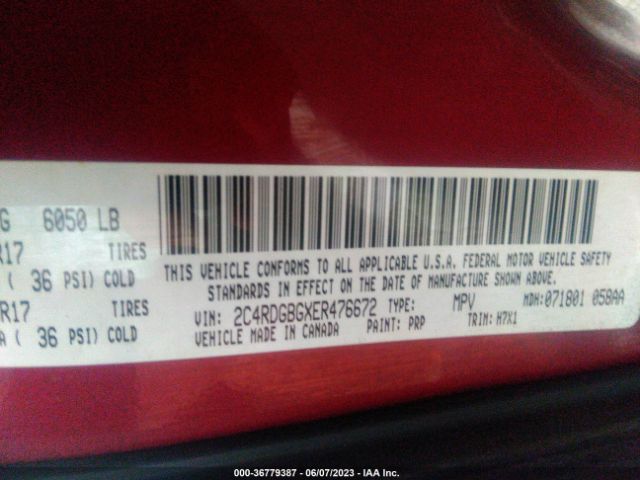 G 6050 LB
R17 TIRES
( 36 PSI) COLD
R17 TIRES
A ( 36 PSI) COLD
THIS VEHICLE CONFORMS TO ALL APPLICABLE U.S.A. FEDERAL MOTOR VEHICLE SAFETY
STANDARDS IN EFFECT ON THE DATE OF MANUFACTURE SHOWN ABOVE.
VIN: 2C4RDGBGXER476672 TYPE: MPV MDH: 071801 058AA
VEHICLE MADE IN CANADA PAINT: PRP TRIM: H7X1
000-36779387 - 06/07/2023 - IAA Inc.